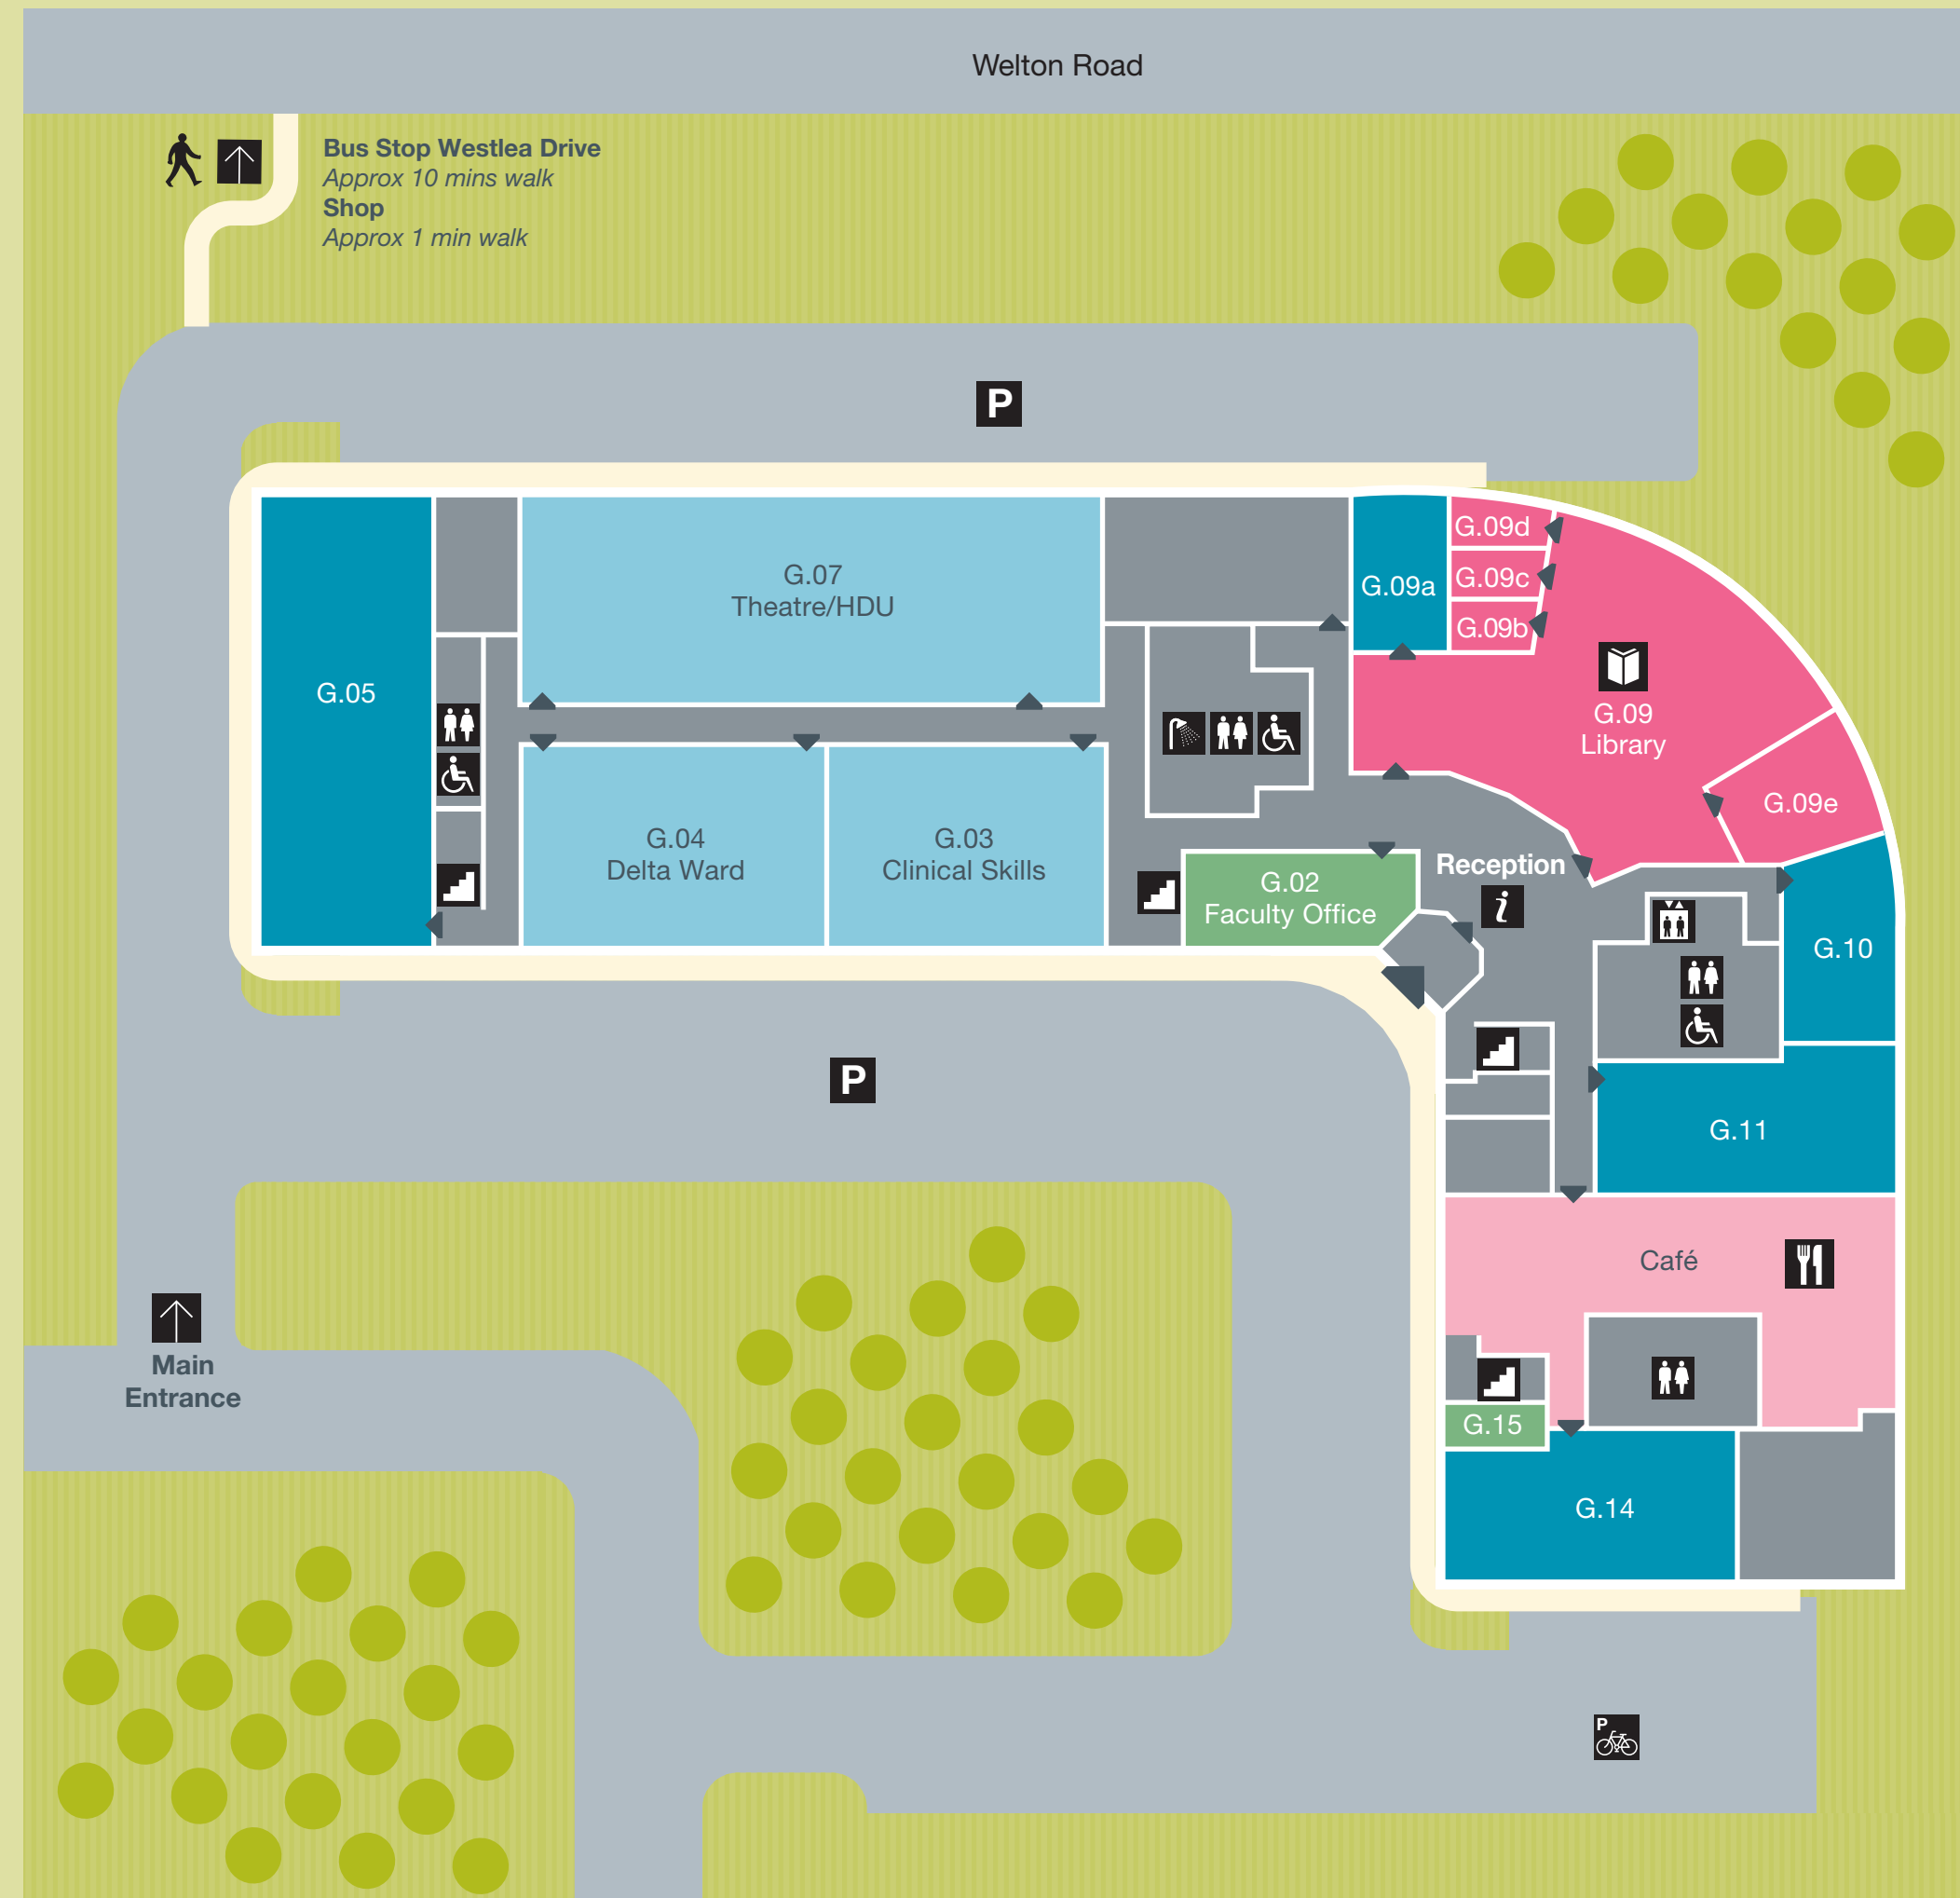 Welton Road
Bus Stop Westlea Drive
Approx 10 mins walk
Shop
Approx 1 min walk
P
G.07
Theatre/HDU
G.05
G.09a
G.09d
G.09c
G.09b
G.09
Library
G.09e
G.04
Delta Ward
G.03
Clinical Skills
G.02
Faculty Office
Reception
i
G.10
P
G.11
Café
Main
Entrance
G.15
G.14
P